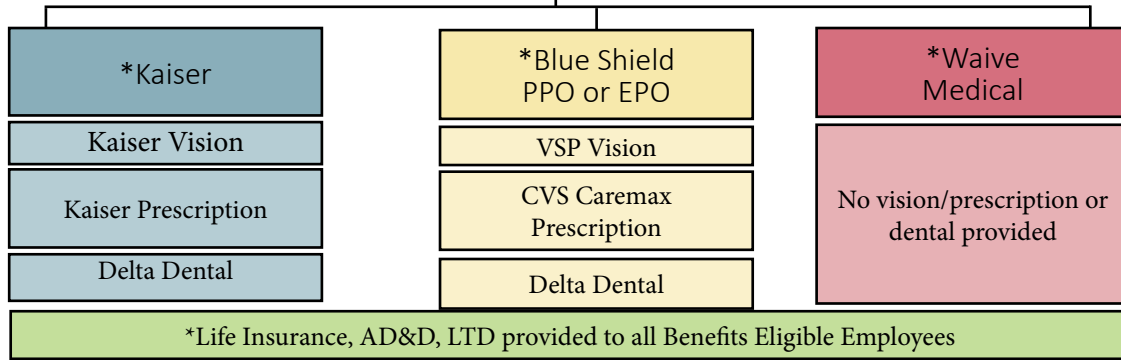 *Kaiser
Kaiser Vision
Kaiser Prescription
Delta Dental
*Blue Shield
PPO or EPO
VSP Vision
CVS Caremax
Prescription
Delta Dental
*Waive
Medical
No vision/prescription or
dental provided
*Life Insurance, AD&D, LTD provided to all Benefits Eligible Employees